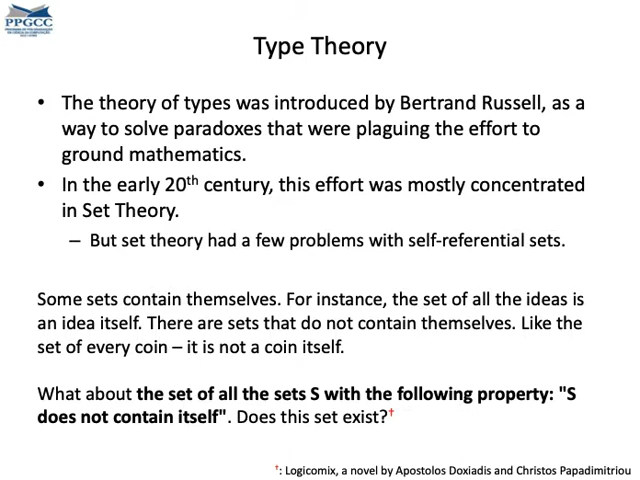 PPGCC
Type Theory
• The theory of types was introduced by Bertrand Russell, as a
way to solve paradoxes that were plaguing the effort to
ground mathematics.
• In the early 20th century, this effort was mostly concentrated
in Set Theory.
– But set theory had a few problems with self-referential sets.
Some sets contain themselves. For instance, the set of all the ideas is
an idea itself. There are sets that do not contain themselves. Like the
set of every coin – it is not a coin itself.
What about the set of all the sets S with the following property: "S
does not contain itself". Does this set exist?†
†: Logicomix, a novel by Apostolos Doxiadis and Christos Papadimitriou